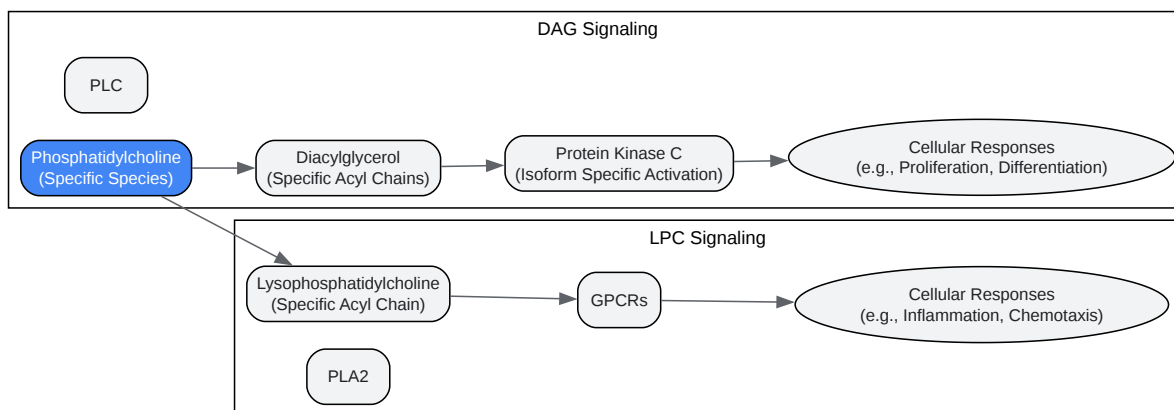 DAG Signaling
PLC
Phosphatidylcholine
(Specific Species)
Diacylglycerol
(Specific Acyl Chains)
Protein Kinase C
(Isoform Specific Activation)
Cellular Responses
(e.g., Proliferation, Differentiation)
LPC Signaling
Lysophosphatidylcholine
(Specific Acyl Chain)
GPCRs
Cellular Responses
(e.g., Inflammation, Chemotaxis)
PLA2